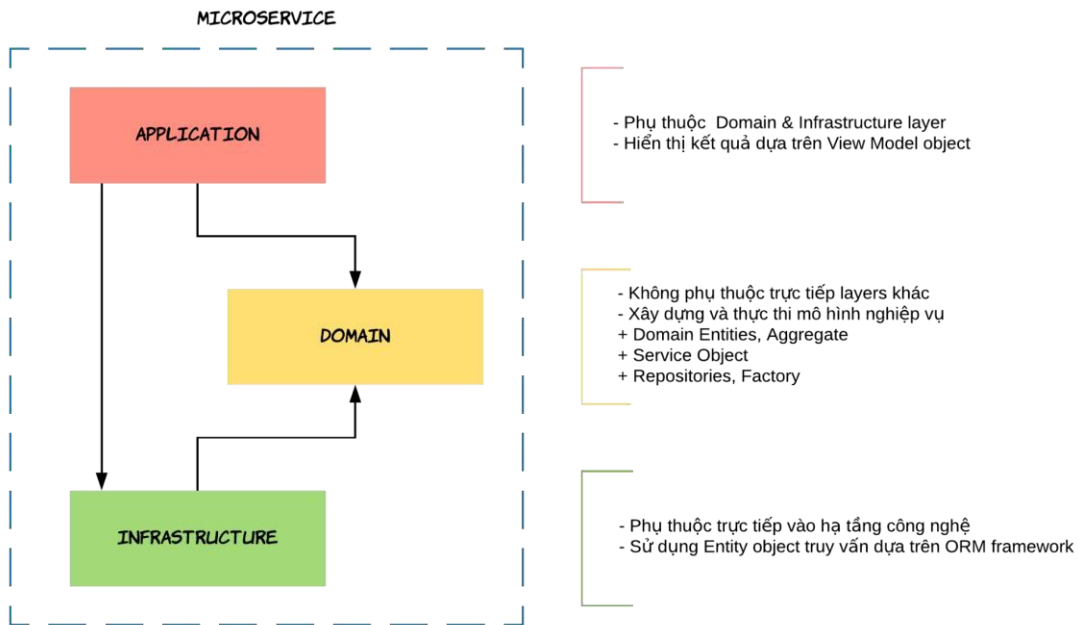 MICROSERVICE
APPLICATION
- Phụ thuộc Domain & Infrastructure layer
- Hiển thị kết quả dựa trên View Model object
DOMAIN
- Không phụ thuộc trực tiếp layers khác
- Xây dựng và thực thi mô hình nghiệp vụ
+ Domain Entities, Aggregate
+ Service Object
+ Repositories, Factory
INFRASTRUCTURE
- Phụ thuộc trực tiếp vào hạ tầng công nghệ
- Sử dụng Entity object truy vấn dựa trên ORM framework